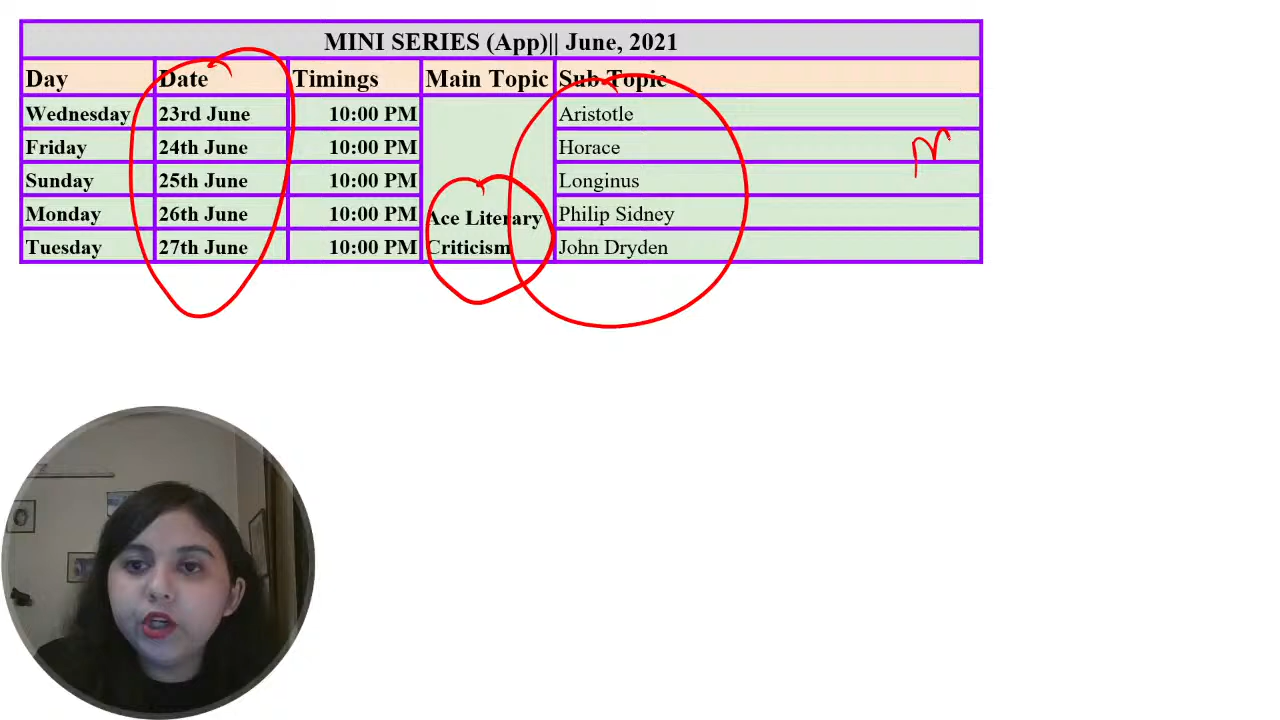 MINI SERIES (App)|| June, 2021
Day Date Timings Main Topic Sub Topic
Wednesday 23rd June 10:00 PM Aristotle
Friday 24th June 10:00 PM Horace
Sunday 25th June 10:00 PM Longinus
Monday 26th June 10:00 PM Ace Literary Philip Sidney
Tuesday 27th June 10:00 PM Criticism John Dryden